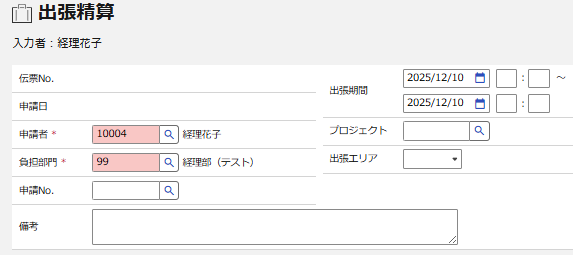 出張精算
入力者：経理花子
伝票No.
申請日
申請者 * 10004 経理花子
負担部門 * 99 経理部（テスト）
申請No.
備考
出張期間 2025/12/10 : ～
2025/12/10 :
プロジェクト
出張エリア